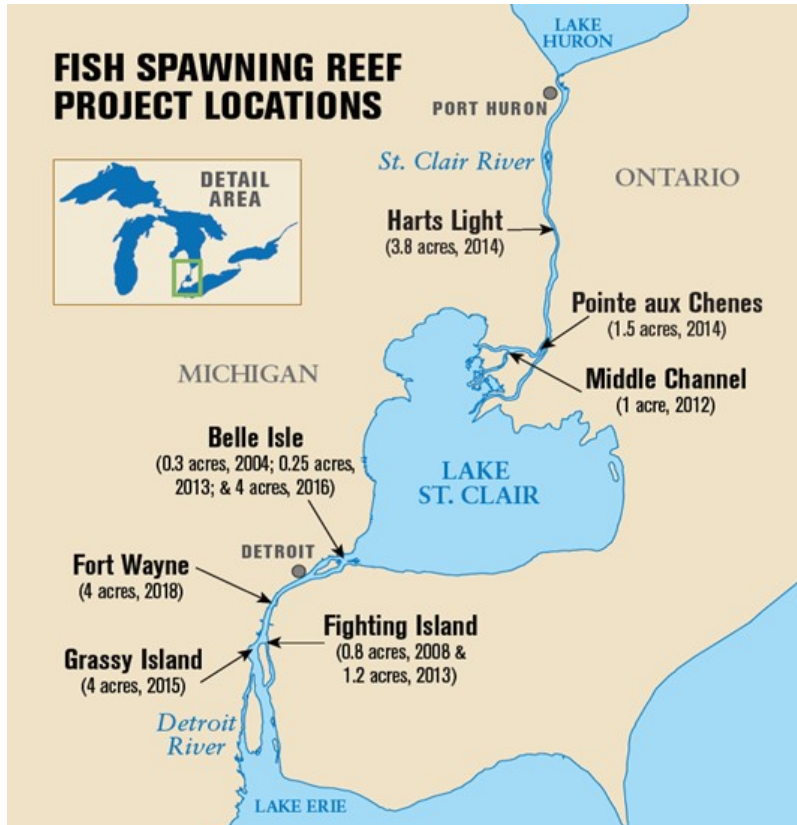 FISH SPAWNING REEF
PROJECT LOCATIONS
DETAIL
AREA
LAKE
HURON
PORT HURON
St. Clair River
ONTARIO
Harts Light
(3.8 acres, 2014)
Pointe aux Chenes
(1.5 acres, 2014)
MICHIGAN
Middle Channel
(1 acre, 2012)
Belle Isle
(0.3 acres, 2004; 0.25 acres,
2013; & 4 acres, 2016)
LAKE
ST. CLAIR
DETROIT
Fort Wayne
(4 acres, 2018)
Fighting Island
(0.8 acres, 2008 &
1.2 acres, 2013)
Grassy Island
(4 acres, 2015)
Detroit
River
LAKE ERIE